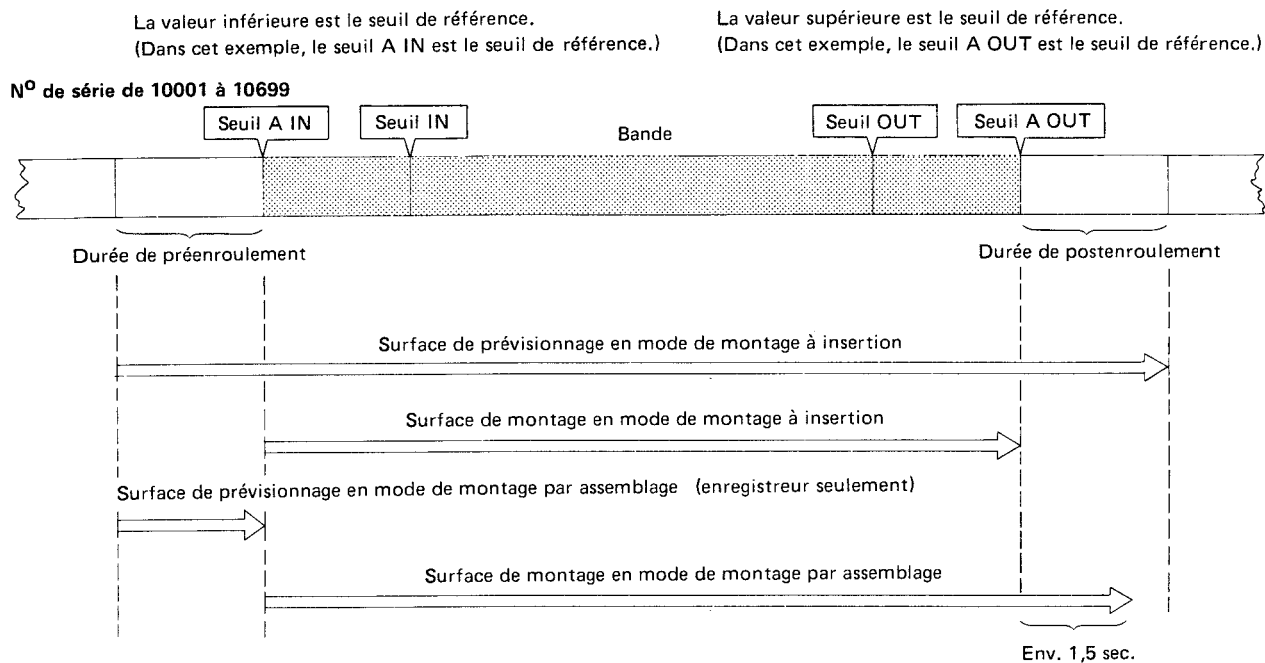 La valeur inférieure est le seuil de référence.
(Dans cet exemple, le seuil A IN est le seuil de référence.)
La valeur supérieure est le seuil de référence.
(Dans cet exemple, le seuil A OUT est le seuil de référence.)
Nº de série de 10001 à 10699
Seuil A IN
Seuil IN
Bande
Seuil OUT
Seuil A OUT
Durée de préenroulement
Durée de postenroulement
Surface de prévisionnage en mode de montage à insertion
Surface de montage en mode de montage à insertion
Surface de prévisionnage en mode de montage par assemblage (enregistreur seulement)
Surface de montage en mode de montage par assemblage
Env. 1,5 sec.